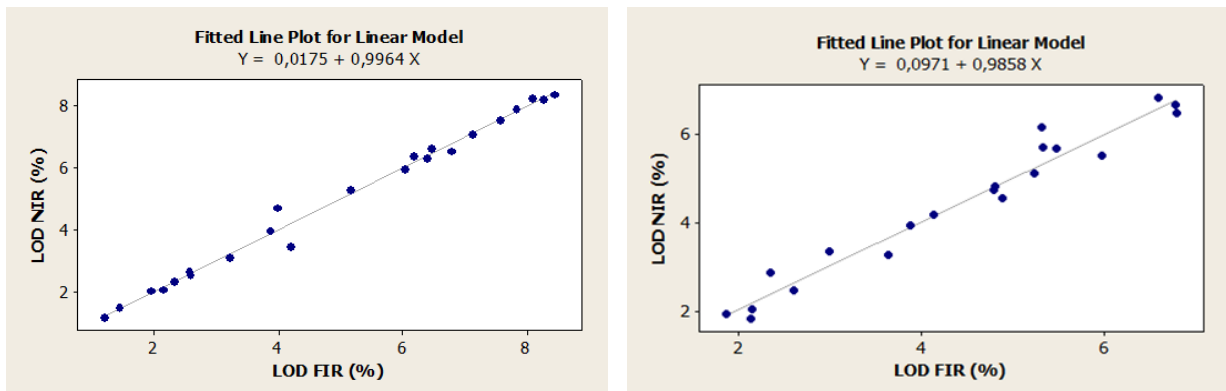 Fitted Line Plot for Linear Model
Y = 0,0175 + 0,9964 X
8
6
4
2
LOD NIR (%)
2 4 6 8
LOD FIR (%)
Fitted Line Plot for Linear Model
Y = 0,0971 + 0,9858 X
6
4
2
LOD NIR (%)
2 4 6
LOD FIR (%)